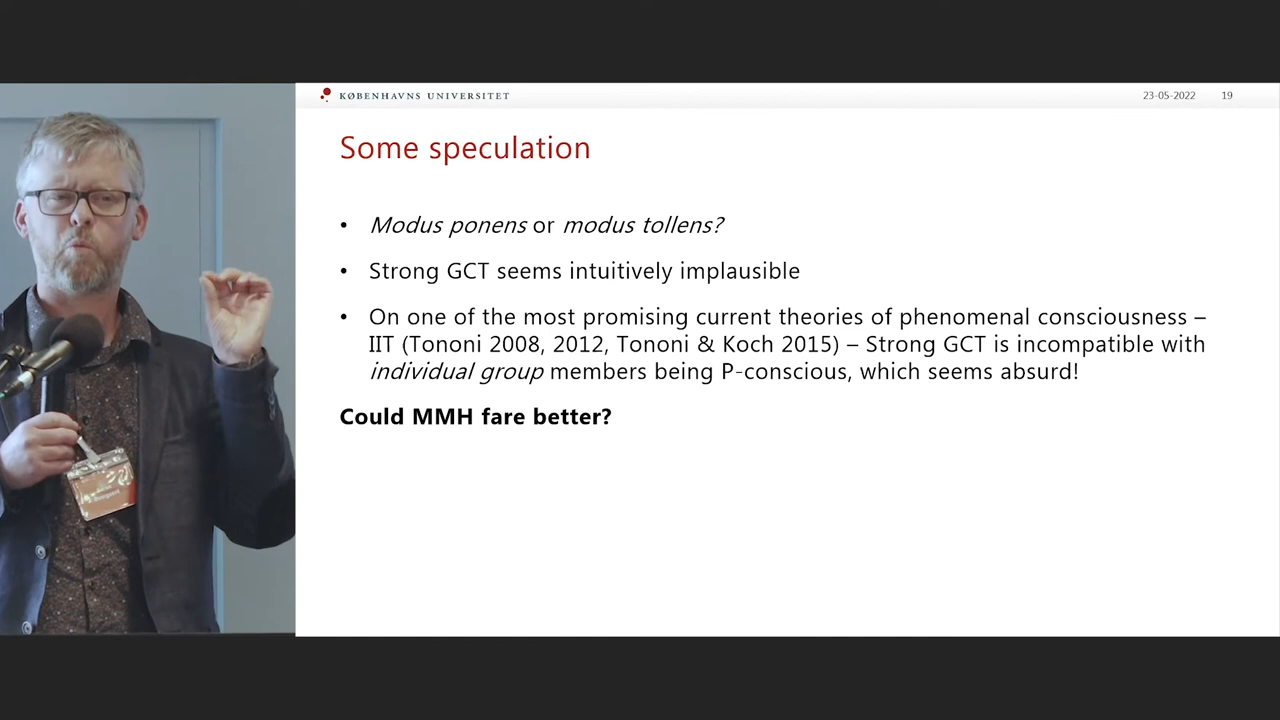 KØBENHAVNS UNIVERSITET
23-05-2022 19
Some speculation
• Modus ponens or modus tollens?
• Strong GCT seems intuitively implausible
• On one of the most promising current theories of phenomenal consciousness –
IIT (Tononi 2008, 2012, Tononi & Koch 2015) – Strong GCT is incompatible with
individual group members being P-conscious, which seems absurd!
Could MMH fare better?